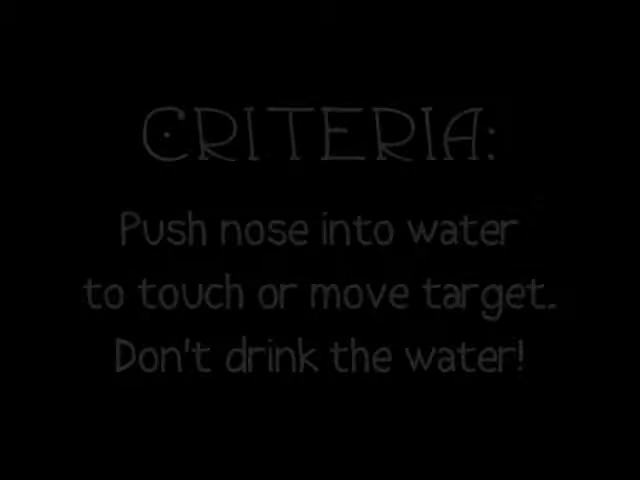 CRITERIA:
Push nose into water
to touch or move target.
Don't drink the water!